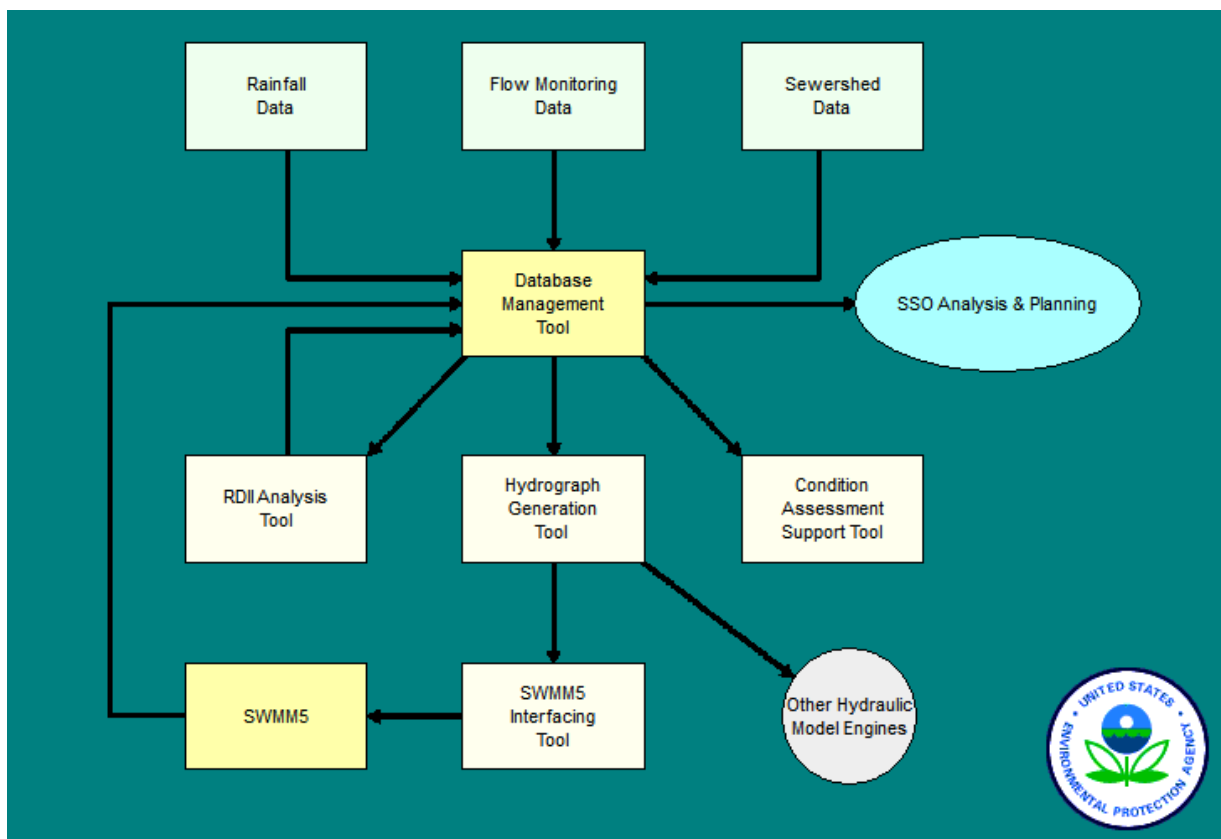 Rainfall
Data
Flow Monitoring
Data
Sewershed
Data
Database
Management
Tool
SSO Analysis & Planning
RDII Analysis
Tool
Hydrograph
Generation
Tool
Condition
Assessment
Support Tool
SWMM5
SWMM5
Interfacing
Tool
Other Hydraulic
Model Engines
UNITED STATES
ENVIRONMENTAL PROTECTION AGENCY